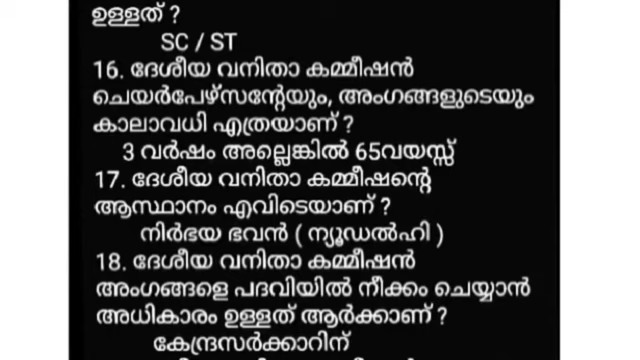 ഉള്ളത് ?
SC / ST
16. ദേശീയ വനിതാ കമ്മീഷൻ
ചെയർപേഴ്സന്റേയും, അംഗങ്ങളുടെയും
കാലാവധി എത്രയാണ് ?
3 വർഷം അല്ലെങ്കിൽ 65വയസ്സ്
17. ദേശീയ വനിതാ കമ്മീഷന്റെ
ആസ്ഥാനം എവിടെയാണ് ?
നിർഭയ ഭവൻ ( ന്യൂഡൽഹി )
18. ദേശീയ വനിതാ കമ്മീഷൻ
അംഗങ്ങളെ പദവിയിൽ നീക്കം ചെയ്യാൻ
അധികാരം ഉള്ളത് ആർക്കാണ് ?
കേന്ദ്രസർക്കാറിന്